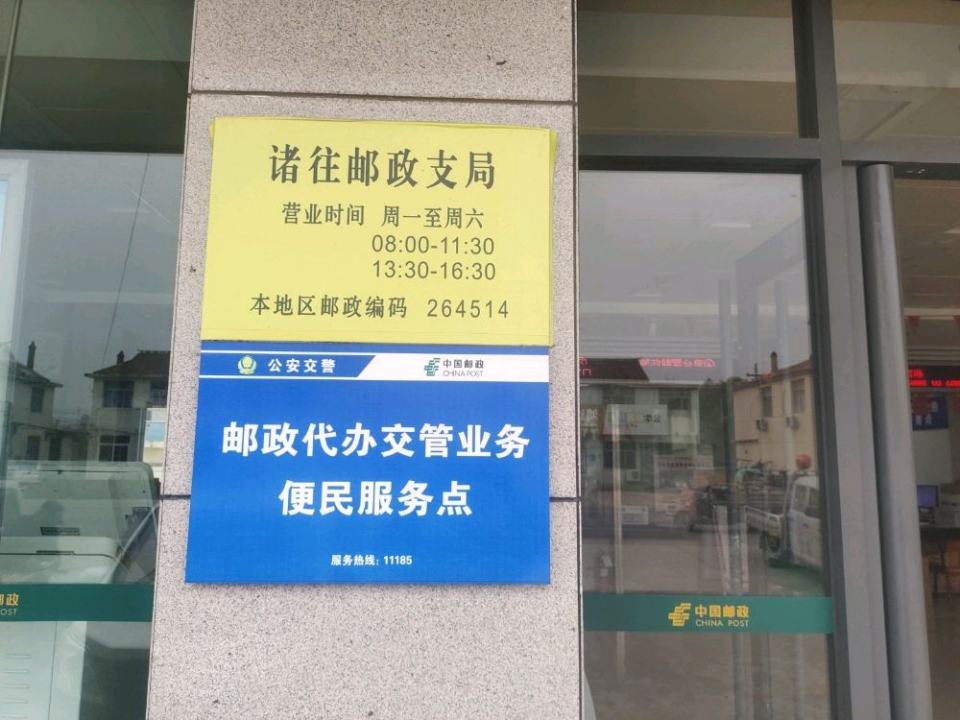 诸往邮政支局
营业时间 周一至周六
08:00-11:30
13:30-16:30
本地区邮政编码 264514
公安交警
中国邮政
CHINA POST
邮政代办交管业务
便民服务点
服务热线：11185
中国邮政
CHINA POST
政
OST